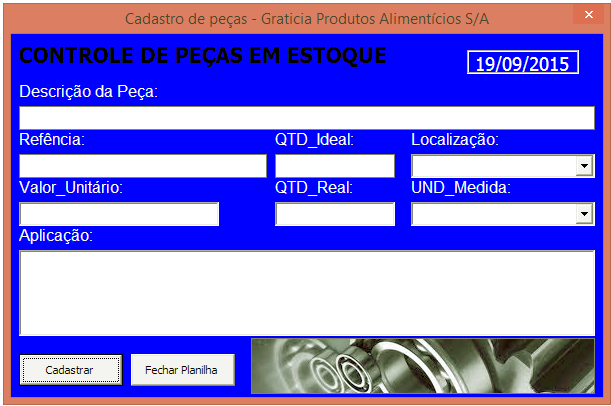 Cadastro de peças - Graticia Produtos Alimentícios S/A
CONTROLE DE PEÇAS EM ESTOQUE
19/09/2015
Descrição da Peça:
Refência: QTD_Ideal: Localização:
Valor_Unitário: QTD_Real: UND_Medida:
Aplicação:
Cadastrar Fechar Planilha